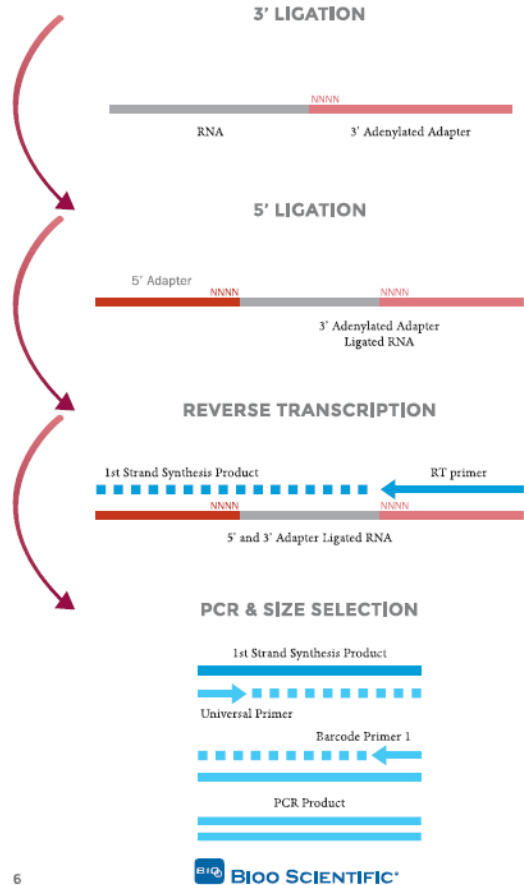 3' LIGATION
NNNN
RNA
3' Adenylated Adapter
5' LIGATION
5' Adapter
NNNN
NNNN
3' Adenylated Adapter
Ligated RNA
REVERSE TRANSCRIPTION
1st Strand Synthesis Product
RT primer
NNNN
NNNN
5' and 3' Adapter Ligated RNA
PCR & SIZE SELECTION
1st Strand Synthesis Product
Universal Primer
Barcode Primer 1
PCR Product
6
BIOO
BIOO SCIENTIFIC®